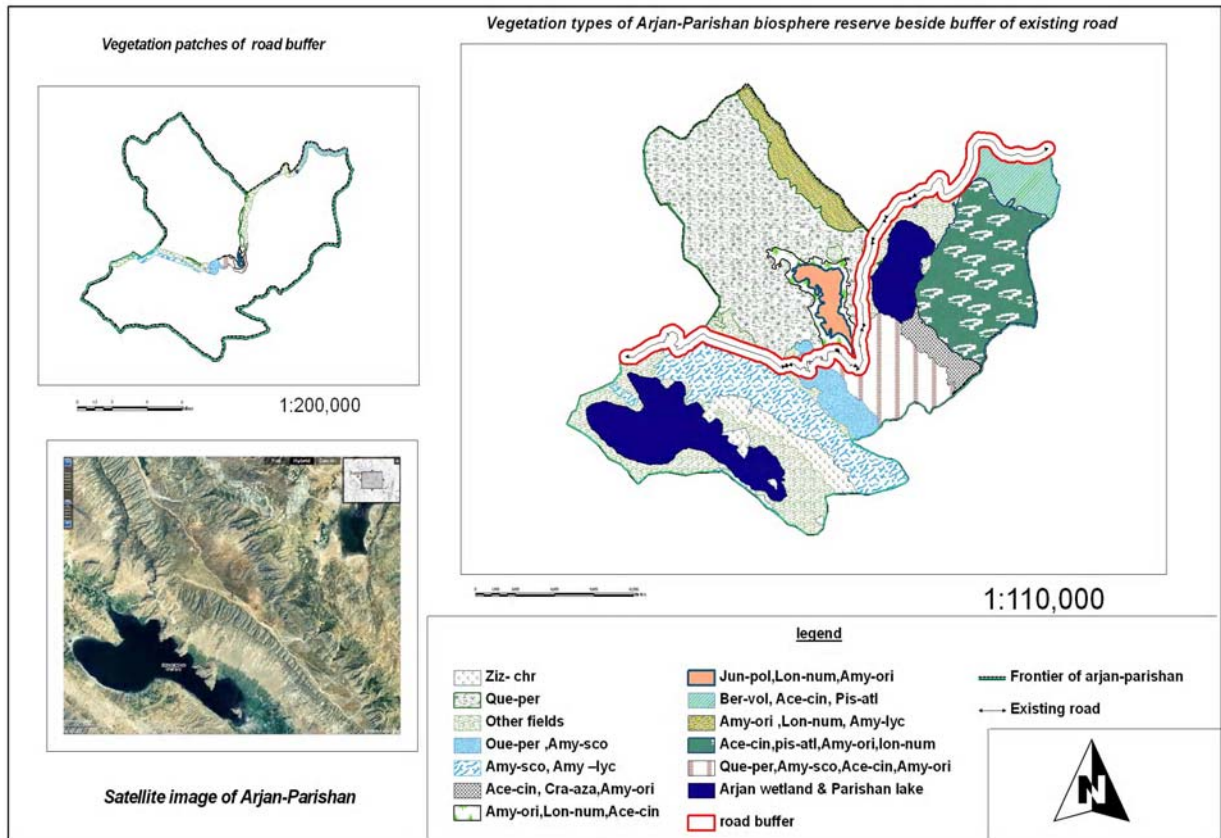 Vegetation patches of road buffer
Vegetation types of Arjan-Parishan biosphere reserve beside buffer of existing road
1:200,000
1:110,000
Satellite image of Arjan-Parishan
legend
Ziz- chr
Que-per
Other fields
Oue-per ,Amy-sco
Amy-sco, Amy –lyc
Ace-cin, Cra-aza,Amy-ori
Amy-ori,Lon-num,Ace-cin
Jun-pol,Lon-num,Amy-ori
Ber-vol, Ace-cin, Pis-atl
Amy-ori ,Lon-num, Amy-lyc
Ace-cin,pis-atl,Amy-ori,lon-num
Que-per,Amy-sco,Ace-cin,Amy-ori
Arjan wetland & Parishan lake
road buffer
Frontier of arjan-parishan
Existing road
N